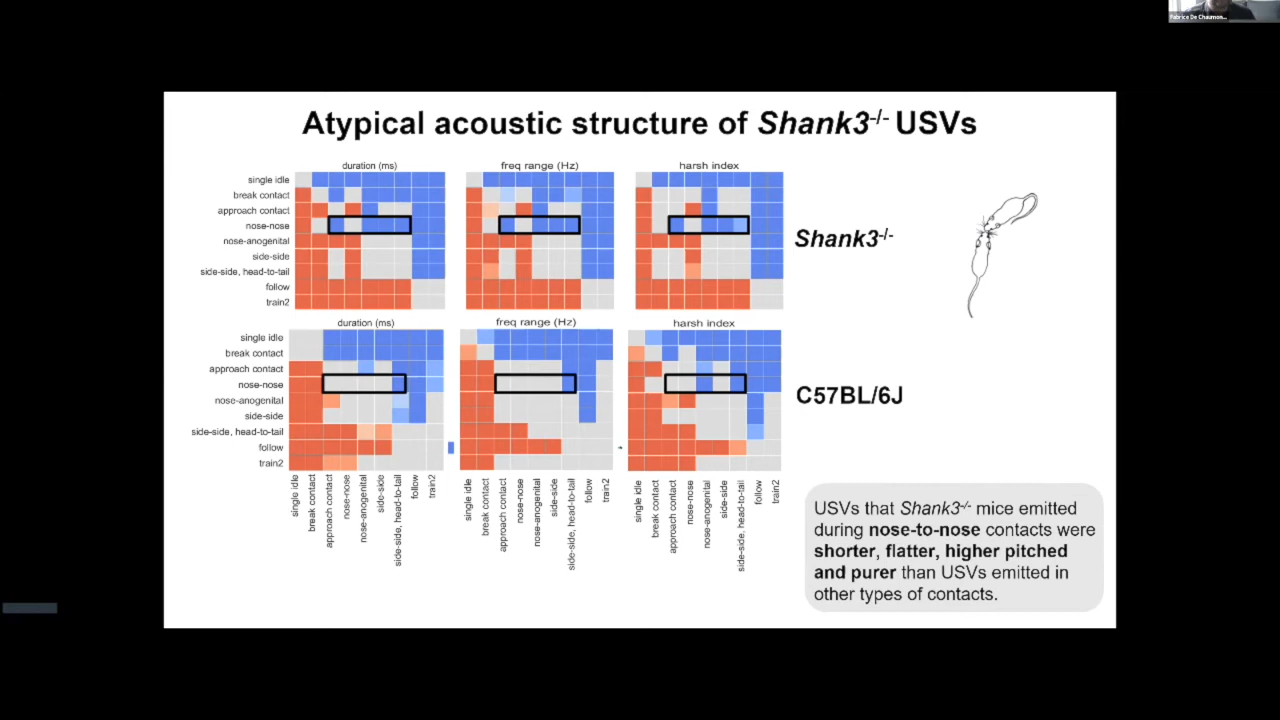 Fabrice De Chaumon...
Atypical acoustic structure of Shank3-/- USVs
duration (ms)
freq range (Hz)
harsh index
single idle
break contact
approach contact
nose-nose
nose-anogenital
side-side
side-side, head-to-tail
follow
train2
Shank3-/-
duration (ms)
freq range (Hz)
harsh index
single idle
break contact
approach contact
nose-nose
nose-anogenital
side-side
side-side, head-to-tail
follow
train2
C57BL/6J
single idle
break contact
approach contact
nose-nose
nose-anogenital
side-side
side-side, head-to-tail
follow
train2
single idle
break contact
approach contact
nose-nose
nose-anogenital
side-side
side-side, head-to-tail
follow
train2
single idle
break contact
approach contact
nose-nose
nose-anogenital
side-side
side-side, head-to-tail
follow
train2
USVs that Shank3-/- mice emitted
during nose-to-nose contacts were
shorter, flatter, higher pitched
and purer than USVs emitted in
other types of contacts.